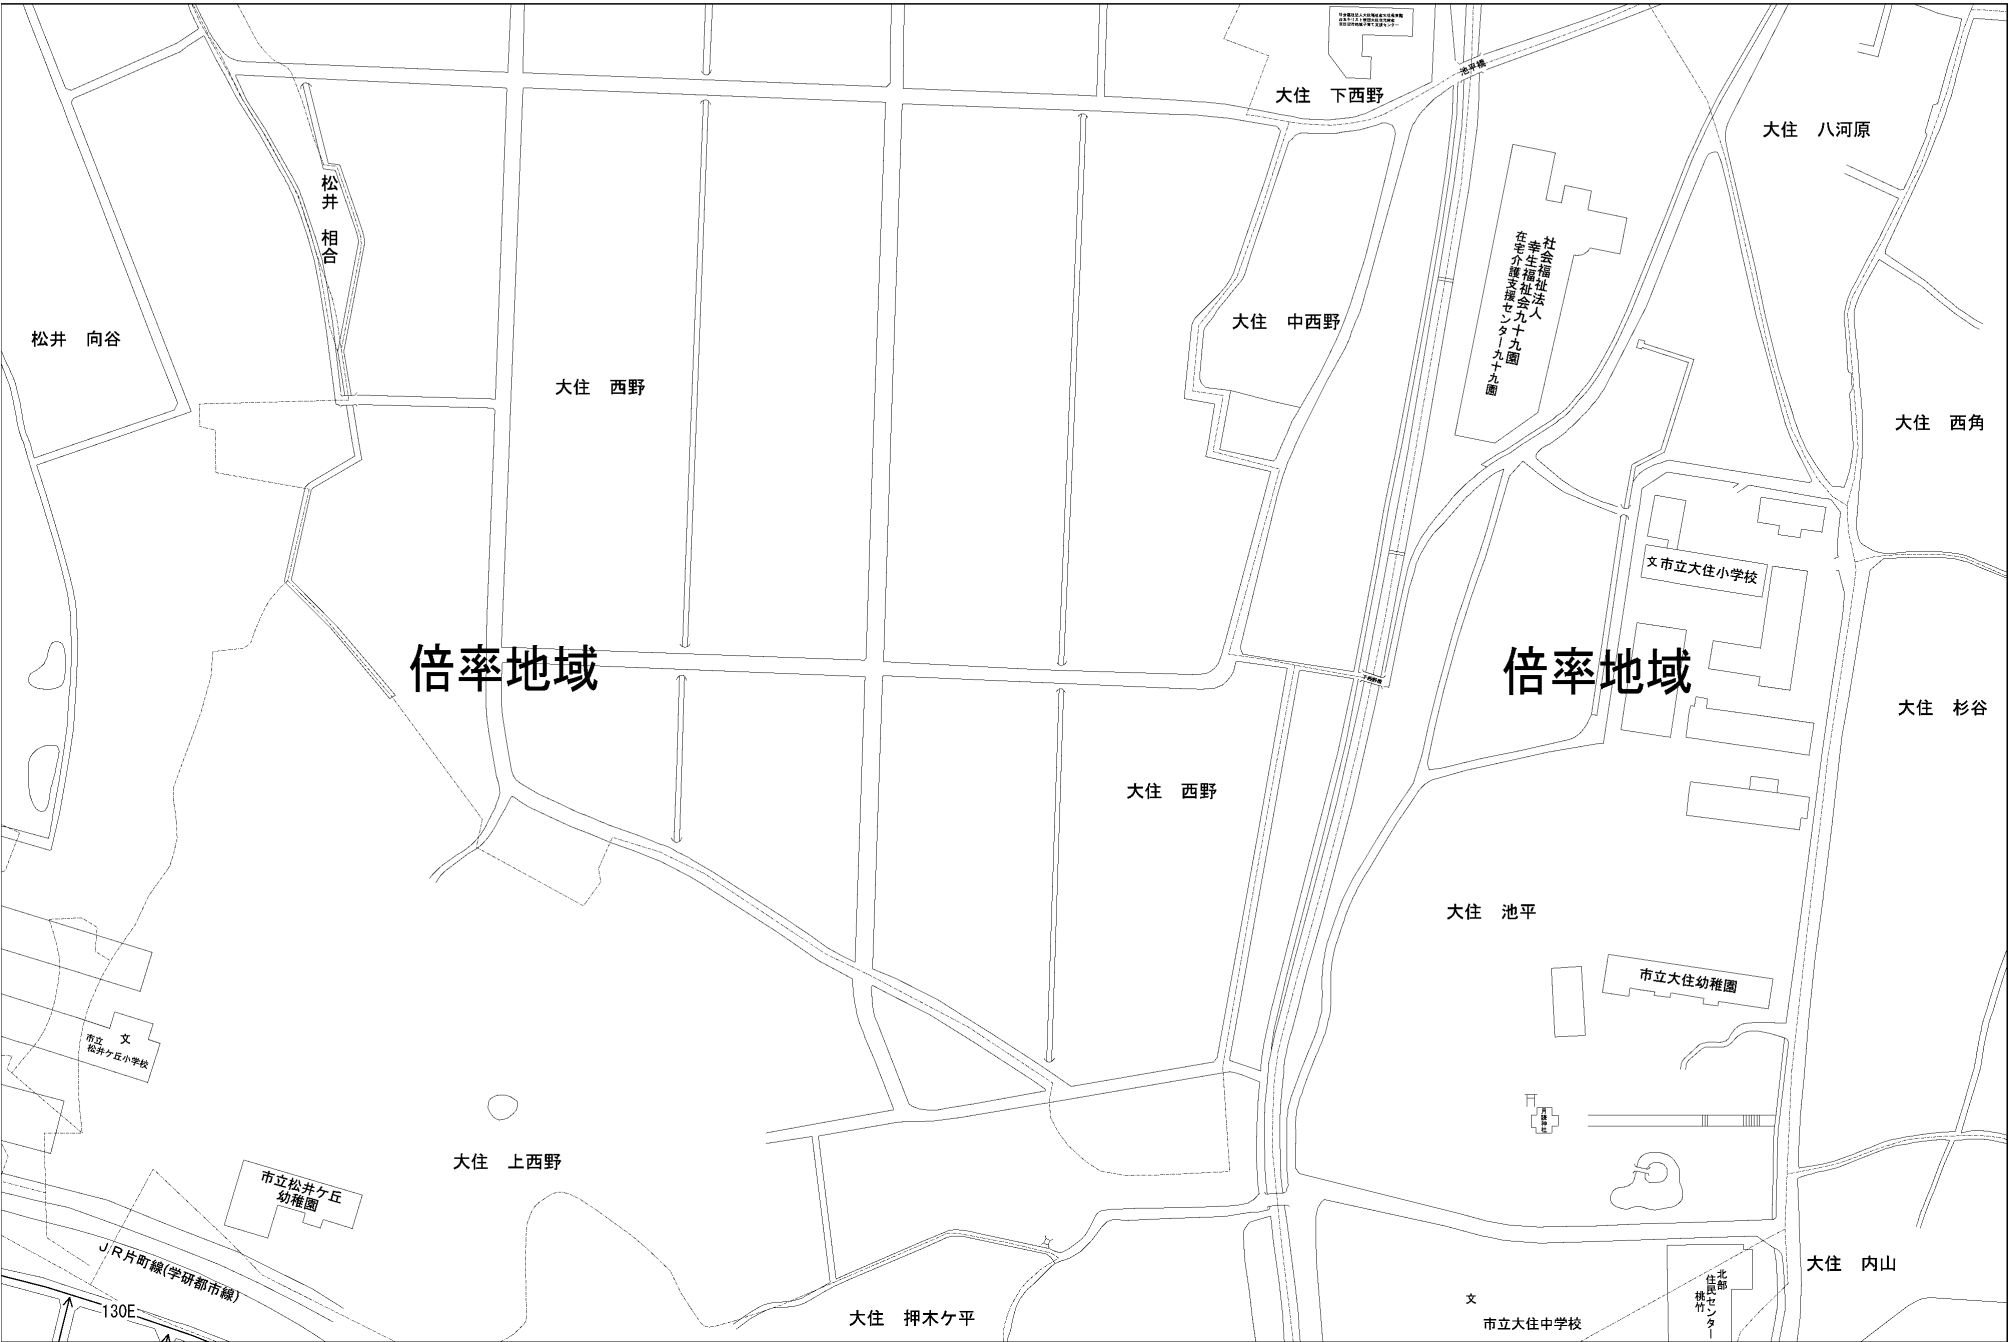 池平橋
大住　下西野
大住　八河原
松井　相合
社会福祉法人
幸生福祉会九十九園
在宅介護支援センター九十九園
松井　向谷
大住　中西野
大住　西野
大住　西角
文 市立大住小学校
倍率地域
倍率地域
大住　杉谷
大住　西野
大住　池平
市立大住幼稚園
市立　文
松井ケ丘小学校
月読神社
大住　上西野
市立松井ケ丘
幼稚園
JR片町線(学研都市線)
130E
大住　押木ケ平
大住　内山
北部
住民センター
桃竹
文
市立大住中学校